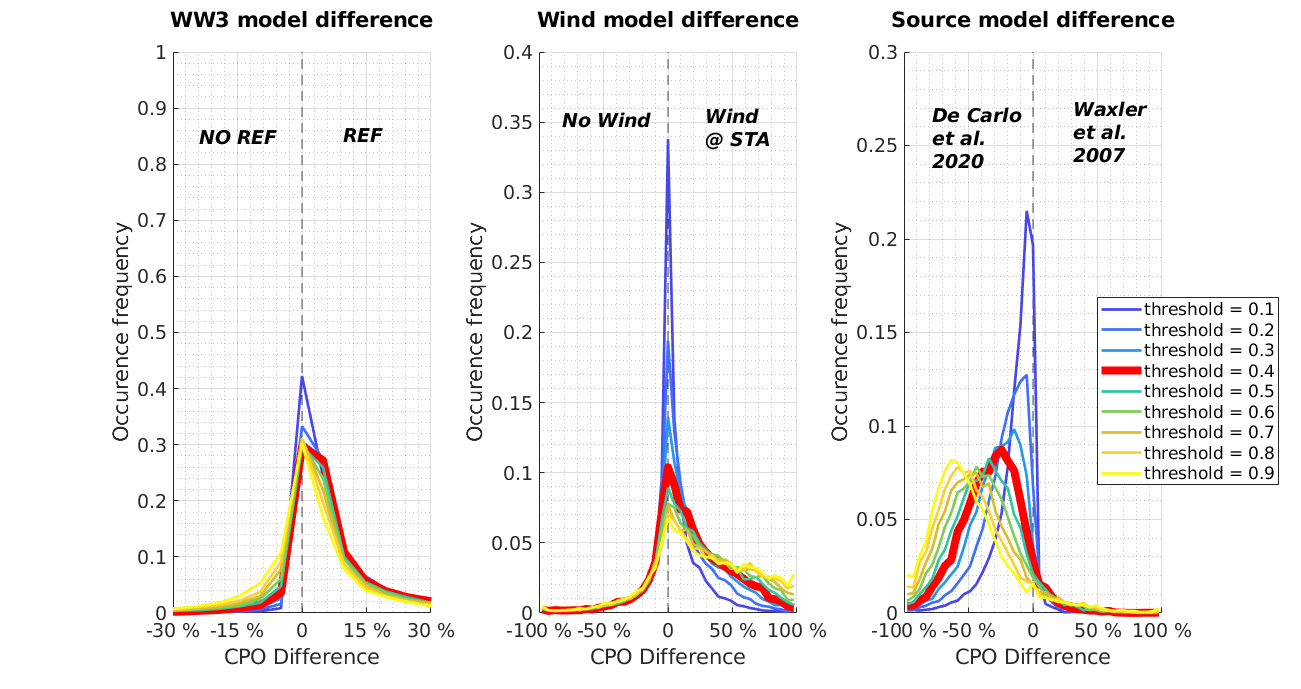 WW3 model difference
1
0.9
0.8
0.7
0.6
0.5
0.4
0.3
0.2
0.1
0
Occurence frequency
NO REF
REF
-30 %
-15 %
0
15 %
30 %
CPO Difference
Wind model difference
0.4
0.35
0.3
0.25
0.2
0.15
0.1
0.05
0
Occurence frequency
No Wind
Wind
@ STA
-100 %
-50 %
0
50 %
100 %
CPO Difference
Source model difference
0.3
0.25
0.2
0.15
0.1
0.05
0
Occurence frequency
De Carlo
et al.
2020
Waxler
et al.
2007
-100 %
-50 %
0
50 %
100 %
CPO Difference
threshold = 0.1
threshold = 0.2
threshold = 0.3
threshold = 0.4
threshold = 0.5
threshold = 0.6
threshold = 0.7
threshold = 0.8
threshold = 0.9